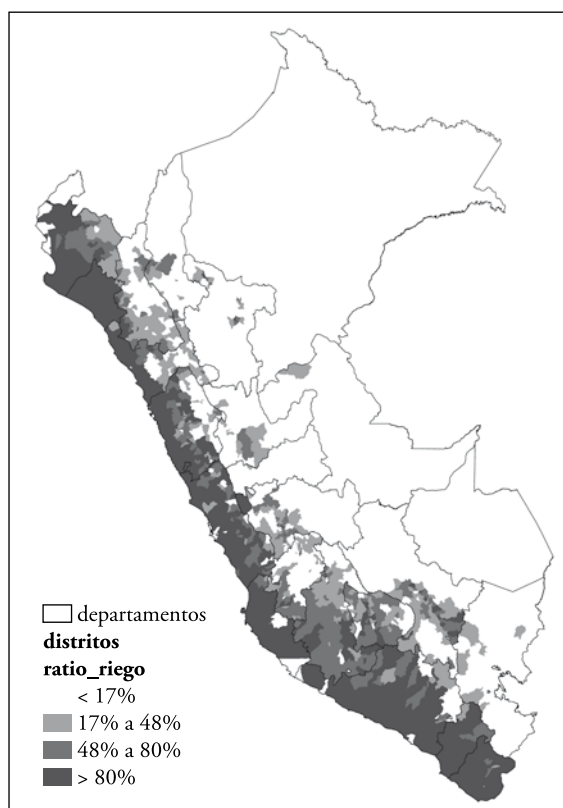 departamentos
distritos
ratio_riego
< 17%
17% a 48%
48% a 80%
> 80%